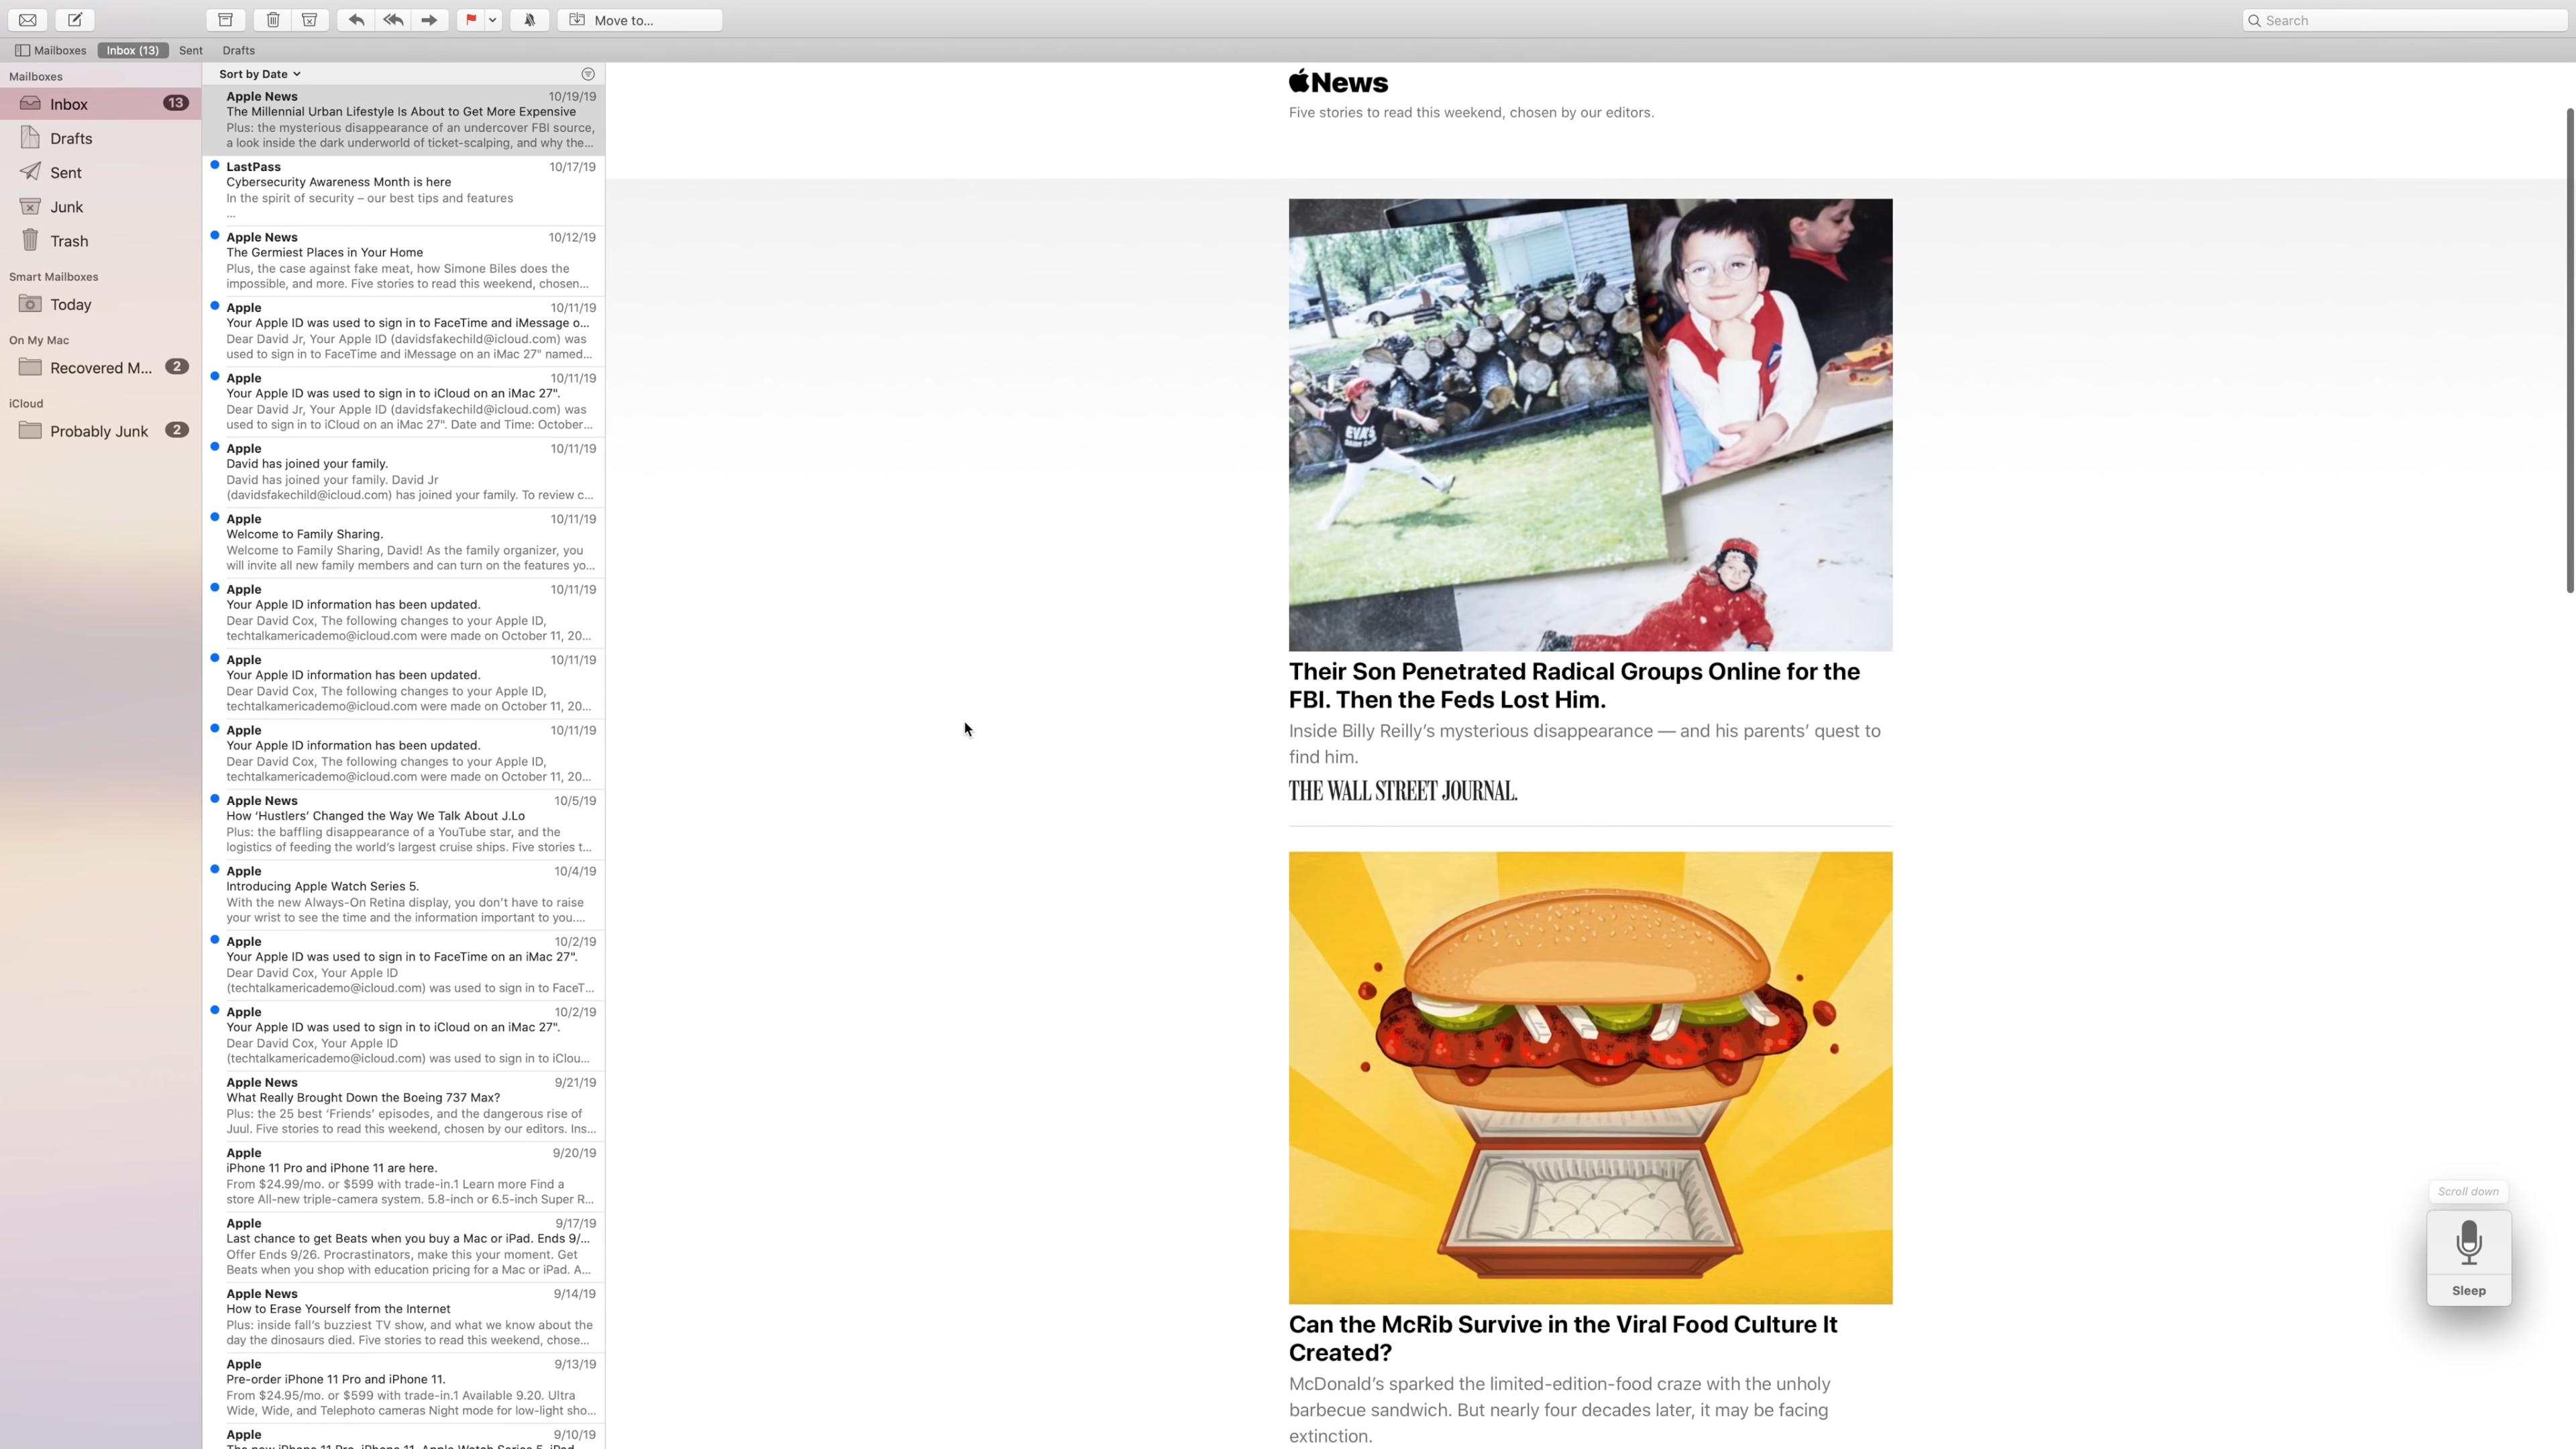 Move to...
Search
Mailboxes
Inbox (13)
Sent
Drafts
Mailboxes
Inbox 13
Drafts
Sent
Junk
Trash
Smart Mailboxes
Today
On My Mac
Recovered M... 2
iCloud
Probably Junk 2
Sort by Date
Apple News 10/19/19
The Millennial Urban Lifestyle Is About to Get More Expensive
Plus: the mysterious disappearance of an undercover FBI source,
a look inside the dark underworld of ticket-scalping, and why the...
LastPass 10/17/19
Cybersecurity Awareness Month is here
In the spirit of security – our best tips and features
...
Apple News 10/12/19
The Germiest Places in Your Home
Plus, the case against fake meat, how Simone Biles does the
impossible, and more. Five stories to read this weekend, chosen...
Apple 10/11/19
Your Apple ID was used to sign in to FaceTime and iMessage o...
Dear David Jr, Your Apple ID (davidsfakechild@icloud.com) was
used to sign in to FaceTime and iMessage on an iMac 27" named...
Apple 10/11/19
Your Apple ID was used to sign in to iCloud on an iMac 27".
Dear David Jr, Your Apple ID (davidsfakechild@icloud.com) was
used to sign in to iCloud on an iMac 27". Date and Time: October...
Apple 10/11/19
David has joined your family.
David has joined your family. David Jr
(davidsfakechild@icloud.com) has joined your family. To review c...
Apple 10/11/19
Welcome to Family Sharing.
Welcome to Family Sharing, David! As the family organizer, you
will invite all new family members and can turn on the features yo...
Apple 10/11/19
Your Apple ID information has been updated.
Dear David Cox, The following changes to your Apple ID,
techtalkamericademo@icloud.com were made on October 11, 20...
Apple 10/11/19
Your Apple ID information has been updated.
Dear David Cox, The following changes to your Apple ID,
techtalkamericademo@icloud.com were made on October 11, 20...
Apple 10/11/19
Your Apple ID information has been updated.
Dear David Cox, The following changes to your Apple ID,
techtalkamericademo@icloud.com were made on October 11, 20...
Apple News 10/5/19
How ‘Hustlers’ Changed the Way We Talk About J.Lo
Plus: the baffling disappearance of a YouTube star, and the
logistics of feeding the world’s largest cruise ships. Five stories t...
Apple 10/4/19
Introducing Apple Watch Series 5.
With the new Always-On Retina display, you don’t have to raise
your wrist to see the time and the information important to you....
Apple 10/2/19
Your Apple ID was used to sign in to FaceTime on an iMac 27".
Dear David Cox, Your Apple ID
(techtalkamericademo@icloud.com) was used to sign in to FaceT...
Apple 10/2/19
Your Apple ID was used to sign in to iCloud on an iMac 27".
Dear David Cox, Your Apple ID
(techtalkamericademo@icloud.com) was used to sign in to iClou...
Apple News 9/21/19
What Really Brought Down the Boeing 737 Max?
Plus: the 25 best ‘Friends’ episodes, and the dangerous rise of
Juul. Five stories to read this weekend, chosen by our editors. Ins...
Apple 9/20/19
iPhone 11 Pro and iPhone 11 are here.
From $24.99/mo. or $599 with trade-in.1 Learn more Find a
store All-new triple-camera system. 5.8-inch or 6.5-inch Super R...
Apple 9/17/19
Last chance to get Beats when you buy a Mac or iPad. Ends 9/...
Offer Ends 9/26. Procrastinators, make this your moment. Get
Beats when you shop with education pricing for a Mac or iPad. A...
Apple News 9/14/19
How to Erase Yourself from the Internet
Plus: inside fall’s buzziest TV show, and what we know about the
day the dinosaurs died. Five stories to read this weekend, chose...
Apple 9/13/19
Pre-order iPhone 11 Pro and iPhone 11.
From $24.95/mo. or $599 with trade-in.1 Available 9.20. Ultra
Wide, Wide, and Telephoto cameras Night mode for low-light sho...
Apple 9/10/19
The new iPhone 11 Pro, iPhone 11, Apple Watch Series 5, iPad
News
Five stories to read this weekend, chosen by our editors.
EVA'S
Their Son Penetrated Radical Groups Online for the
FBI. Then the Feds Lost Him.
Inside Billy Reilly’s mysterious disappearance — and his parents’ quest to
find him.
THE WALL STREET JOURNAL.
Can the McRib Survive in the Viral Food Culture It
Created?
McDonald’s sparked the limited-edition-food craze with the unholy
barbecue sandwich. But nearly four decades later, it may be facing
extinction.
Scroll down
Sleep